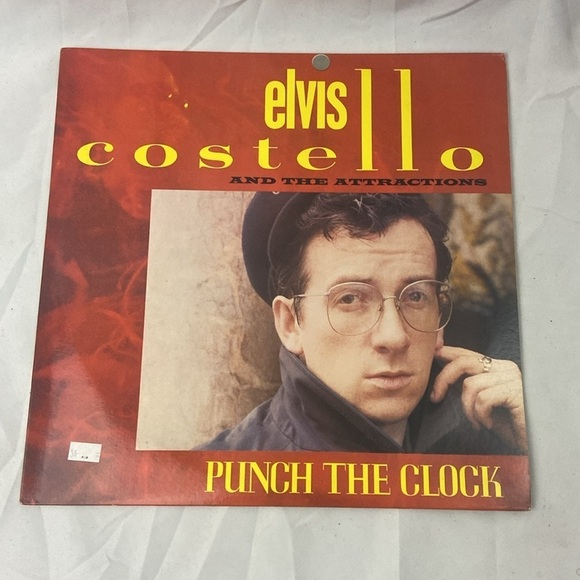 elvis
costello
AND THE ATTRACTIONS
PUNCH THE CLOCK